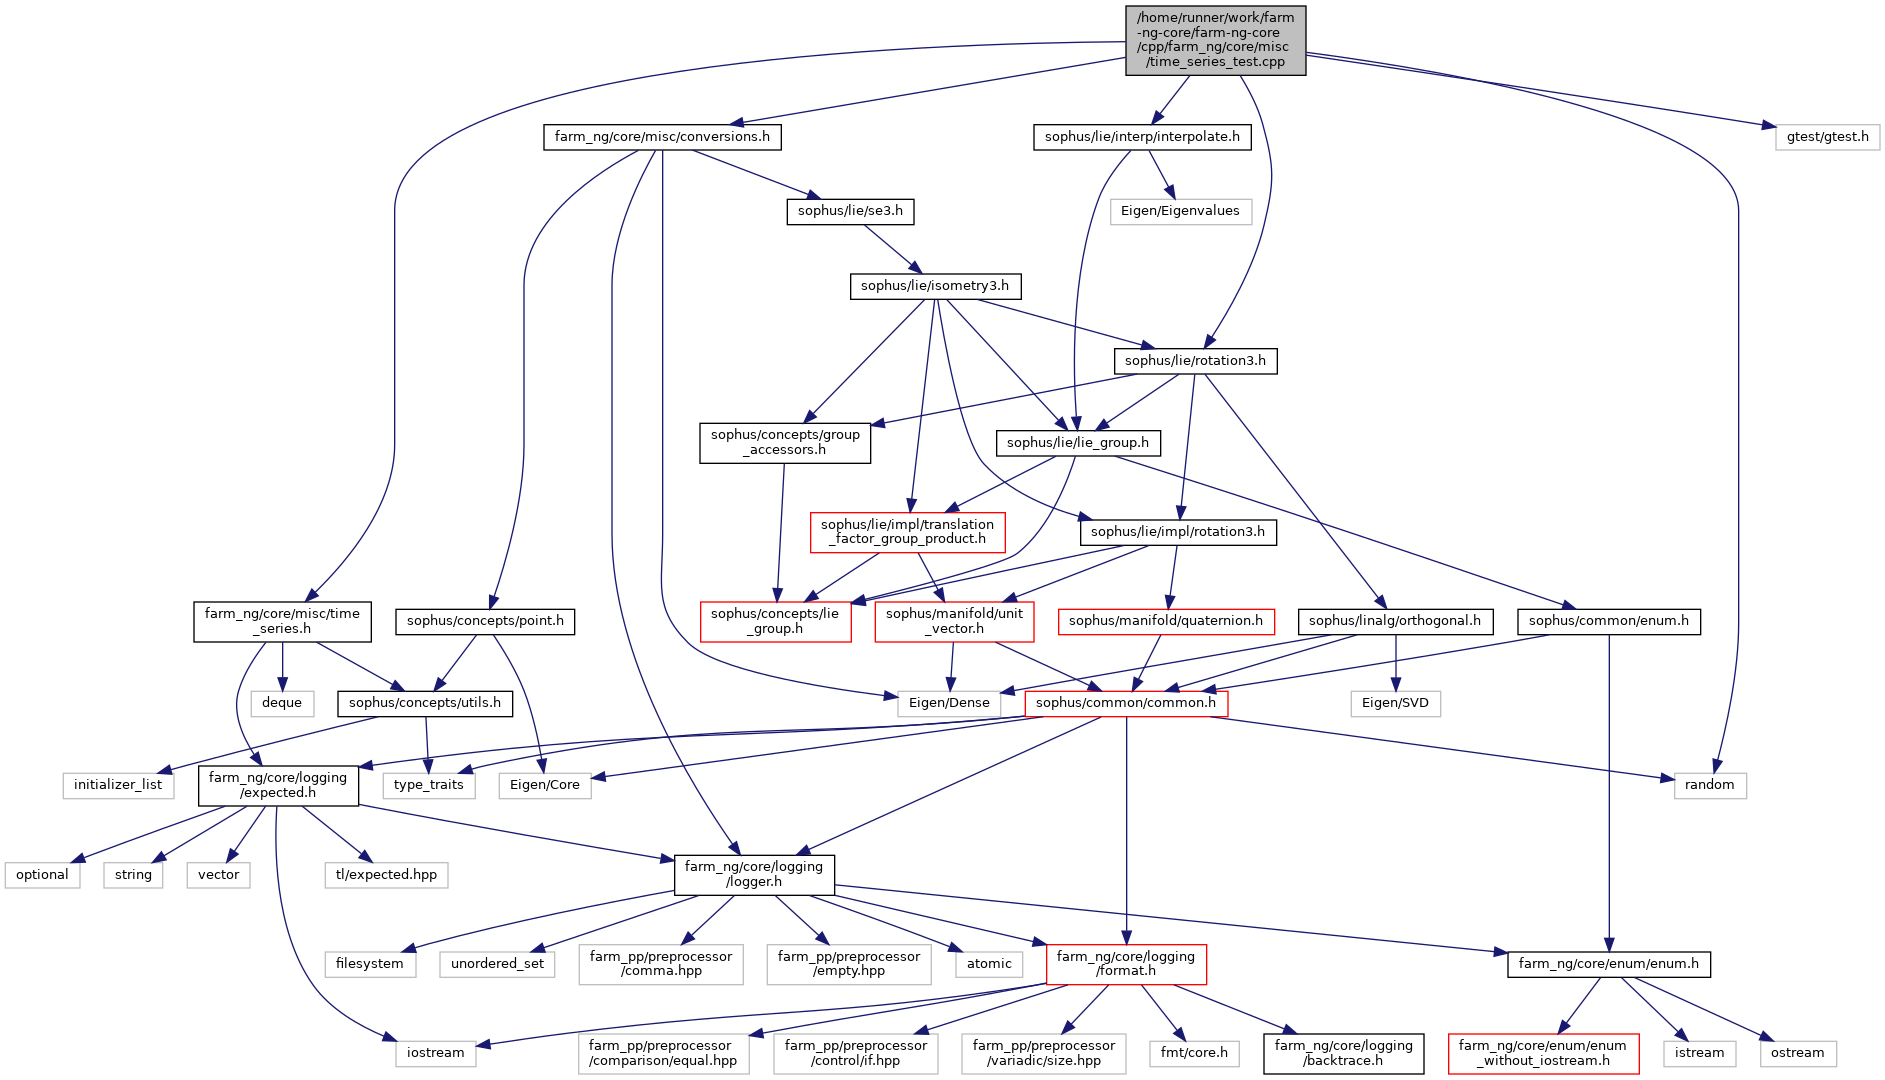 /home/runner/work/farm
-ng-core/farm-ng-core
/cpp/farm_ng/core/misc
/time_series_test.cpp
farm_ng/core/misc/conversions.h
sophus/lie/interp/interpolate.h
gtest/gtest.h
sophus/lie/se3.h
Eigen/Eigenvalues
sophus/lie/isometry3.h
sophus/lie/rotation3.h
sophus/concepts/group
_accessors.h
sophus/lie/lie_group.h
sophus/lie/impl/translation
_factor_group_product.h
sophus/lie/impl/rotation3.h
farm_ng/core/misc/time
_series.h
sophus/concepts/point.h
sophus/concepts/lie
_group.h
sophus/manifold/unit
_vector.h
sophus/manifold/quaternion.h
sophus/linalg/orthogonal.h
sophus/common/enum.h
deque
sophus/concepts/utils.h
Eigen/Dense
sophus/common/common.h
Eigen/SVD
initializer_list
farm_ng/core/logging
/expected.h
type_traits
Eigen/Core
random
optional
string
vector
tl/expected.hpp
farm_ng/core/logging
/logger.h
filesystem
unordered_set
farm_pp/preprocessor
/comma.hpp
farm_pp/preprocessor
/empty.hpp
atomic
farm_ng/core/logging
/format.h
farm_ng/core/enum/enum.h
iostream
farm_pp/preprocessor
/comparison/equal.hpp
farm_pp/preprocessor
/control/if.hpp
farm_pp/preprocessor
/variadic/size.hpp
fmt/core.h
farm_ng/core/logging
/backtrace.h
farm_ng/core/enum/enum
_without_iostream.h
istream
ostream